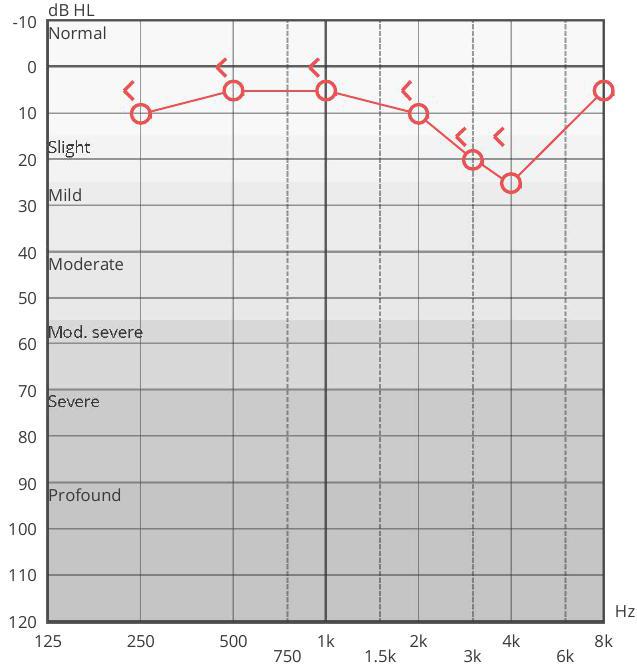 dB HL
-10
Normal
0
10
Slight
20
Mild
30
40
Moderate
50
Mod. severe
60
70
Severe
80
90
Profound
100
110
120
Hz
125 250 500 1k 2k 4k 8k
750 1.5k 3k 6k